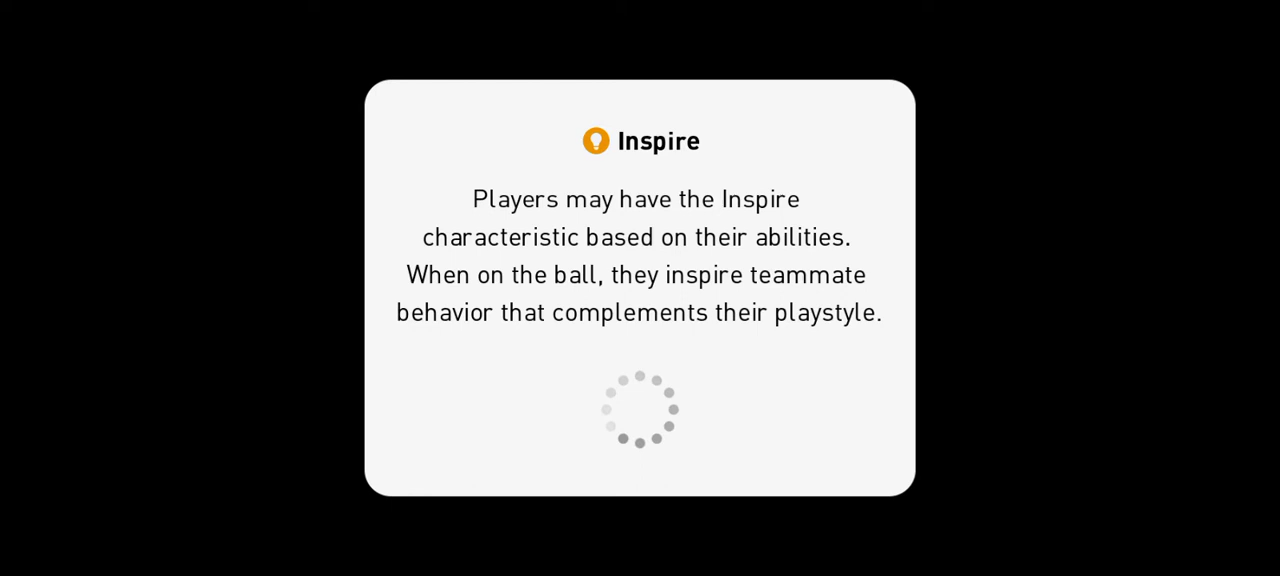 Inspire
Players may have the Inspire
characteristic based on their abilities.
When on the ball, they inspire teammate
behavior that complements their playstyle.